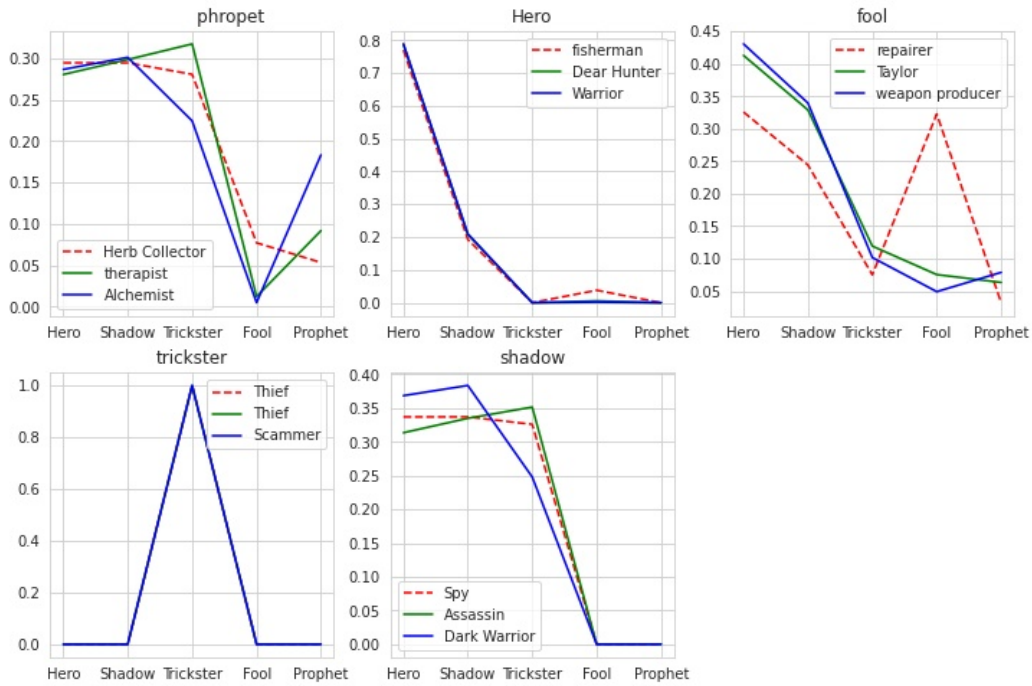 phropet
0.30
0.25
0.20
0.15
0.10
0.05
0.00
Herb Collector
therapist
Alchemist
Hero Shadow Trickster Fool Prophet
Hero
0.8
0.7
0.6
0.5
0.4
0.3
0.2
0.1
0.0
fisherman
Dear Hunter
Warrior
Hero Shadow Trickster Fool Prophet
fool
0.45
0.40
0.35
0.30
0.25
0.20
0.15
0.10
0.05
repairer
Taylor
weapon producer
Hero Shadow Trickster Fool Prophet
trickster
1.0
0.8
0.6
0.4
0.2
0.0
Thief
Thief
Scammer
Hero Shadow Trickster Fool Prophet
shadow
0.40
0.35
0.30
0.25
0.20
0.15
0.10
0.05
0.00
Spy
Assassin
Dark Warrior
Hero Shadow Trickster Fool Prophet